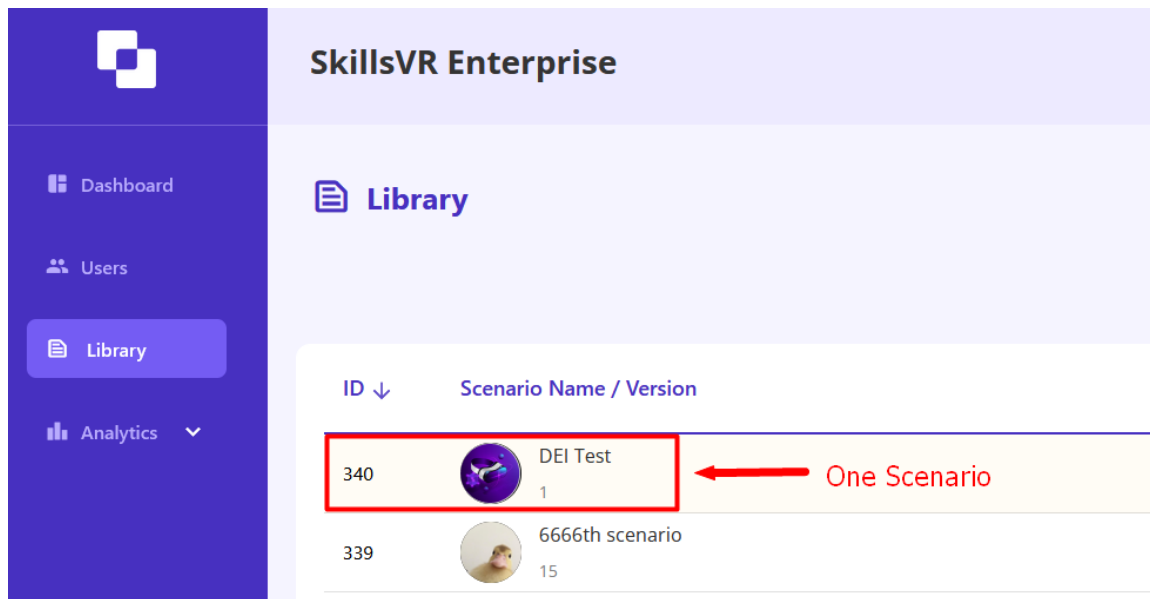 SkillsVR Enterprise
Dashboard
Users
Library
Analytics
Library
ID
Scenario Name / Version
340
DEI Test
1
One Scenario
339
6666th scenario
15